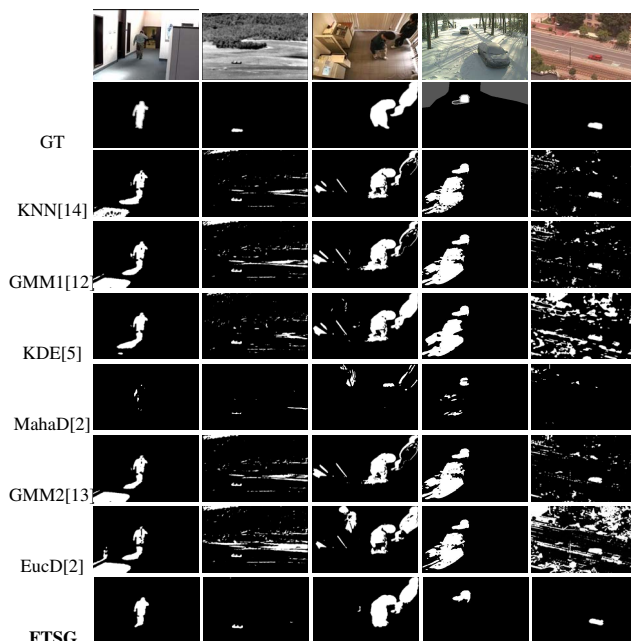 GT
KNN[14]
GMM1[12]
KDE[5]
MahaD[2]
GMM2[13]
EucD[2]
FTSG